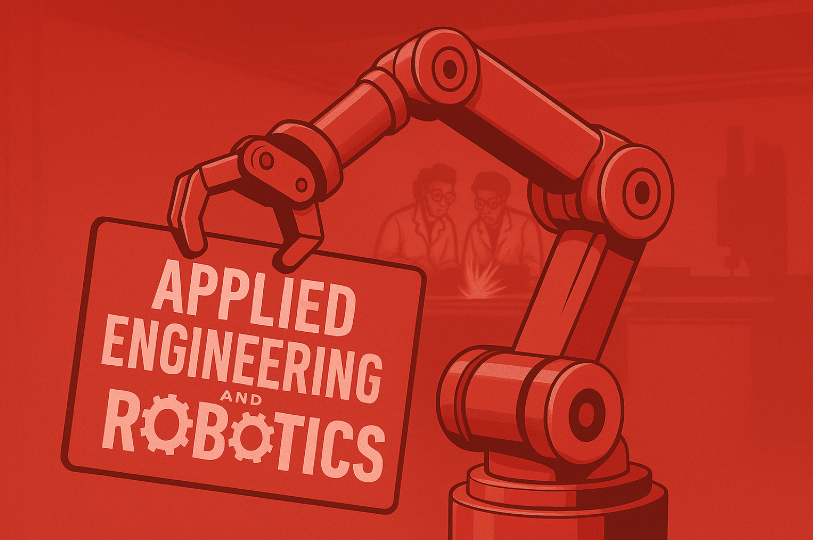 APPLIED
ENGINEERING
AND
ROBOTICS